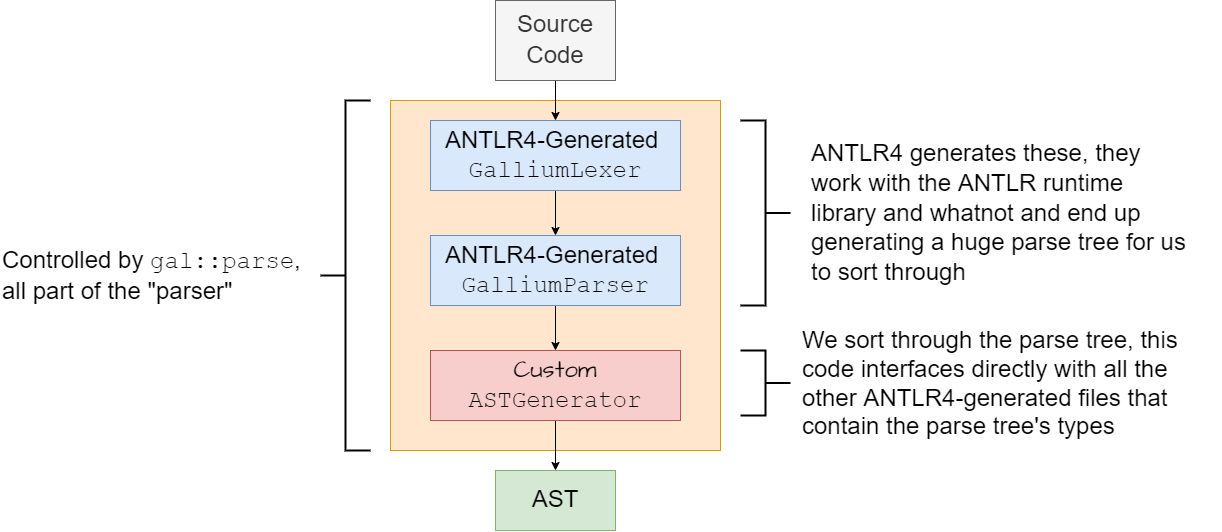 Source
Code
ANTLR4-Generated
GalliumLexer
ANTLR4 generates these, they
work with the ANTLR runtime
library and whatnot and end up
generating a huge parse tree for us
to sort through
ANTLR4-Generated
GalliumParser
Controlled by gal::parse,
all part of the "parser"
Custom
ASTGenerator
We sort through the parse tree, this
code interfaces directly with all the
other ANTLR4-generated files that
contain the parse tree's types
AST